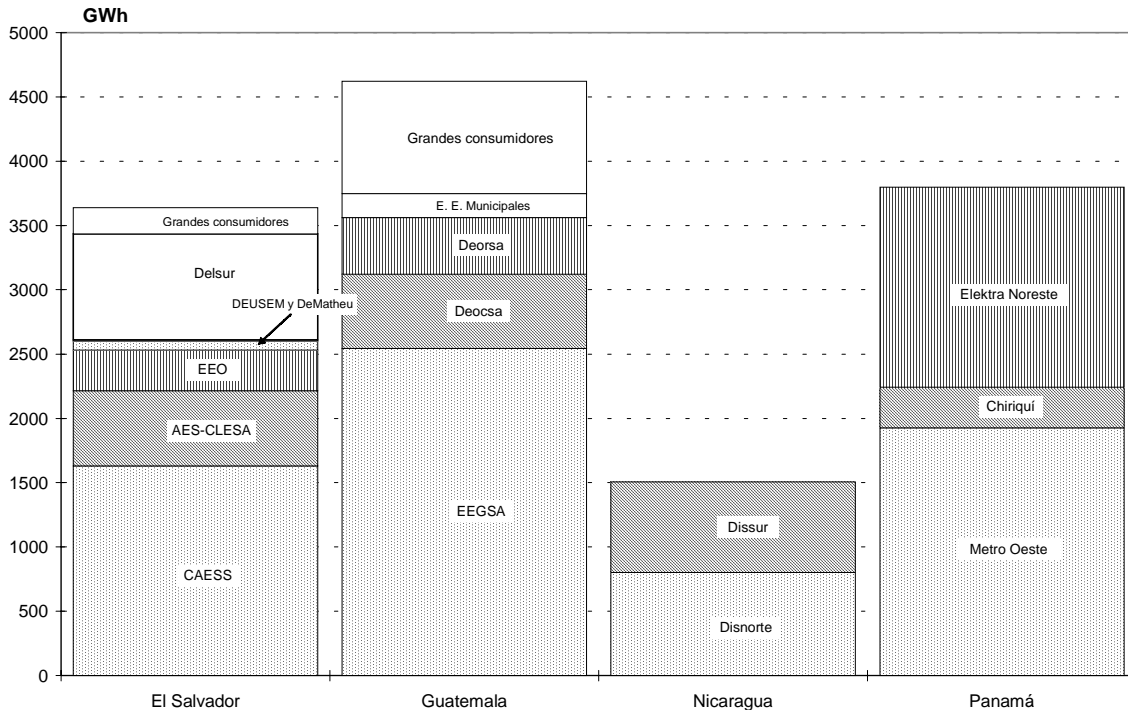 GWh
5000
4500
4000
3500
3000
2500
2000
1500
1000
500
0
Grandes consumidores
Delsur
DEUSEM y DeMatheu
EEO
AES-CLESA
CAESS
Grandes consumidores
E. E. Municipales
Deorsa
Deocsa
EEGSA
Dissur
Disnorte
Elektra Noreste
Chiriquí
Metro Oeste
El Salvador
Guatemala
Nicaragua
Panamá